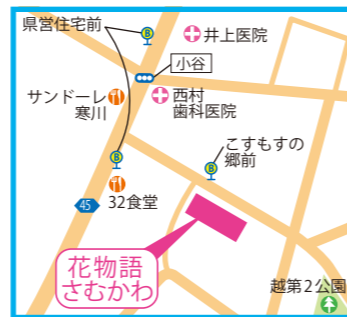 県営住宅前
B
井上医院
小谷
サンドーレ
寒川
西村
歯科医院
こすもすの
郷前
B
B
32食堂
45
花物語
さむかわ
越第2公園